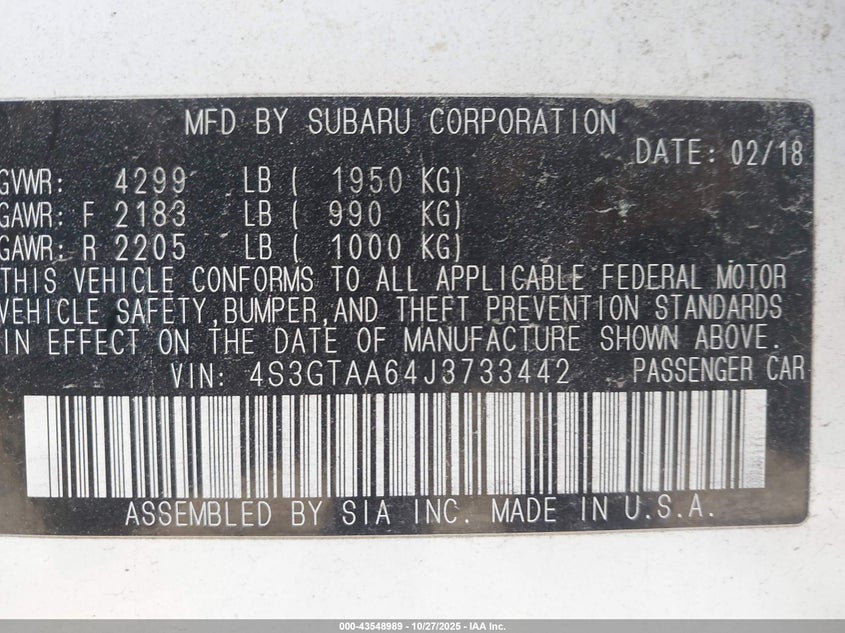 MFD BY SUBARU CORPORATION
DATE: 02/18
GVWR: 4299 LB ( 1950 KG)
GAWR: F 2183 LB ( 990 KG)
GAWR: R 2205 LB ( 1000 KG)
THIS VEHICLE CONFORMS TO ALL APPLICABLE FEDERAL MOTOR
VEHICLE SAFETY,BUMPER,AND THEFT PREVENTION STANDARDS
IN EFFECT ON THE DATE OF MANUFACTURE SHOWN ABOVE.
VIN: 4S3GTAA64J3733442 PASSENGER CAR
ASSEMBLED BY SIA INC. MADE IN U.S.A.
000-43548989 - 10/27/2025 - IAA Inc.